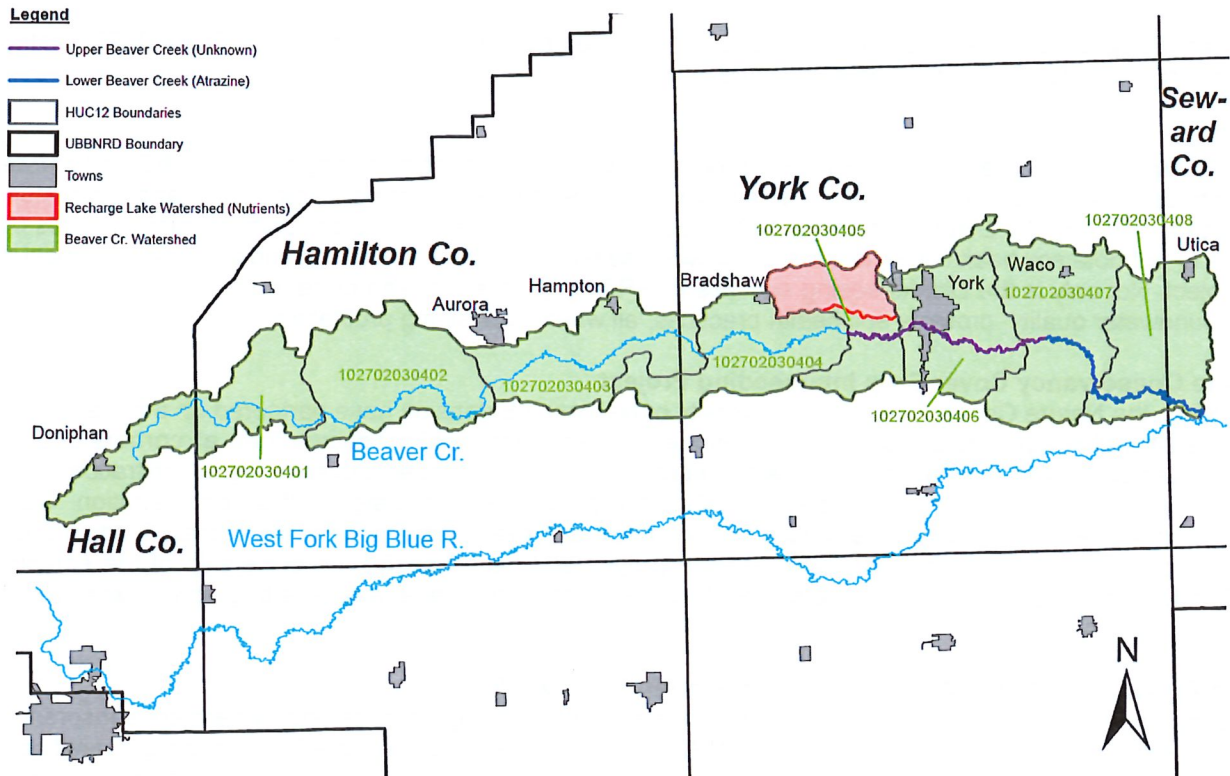 Legend
Upper Beaver Creek (Unknown)
Lower Beaver Creek (Atrazine)
HUC12 Boundaries
UBBNRD Boundary
Towns
Recharge Lake Watershed (Nutrients)
Beaver Cr. Watershed
Sew-
ard
Co.
York Co.
102702030405
102702030408
Hamilton Co.
Utica
Waco
Bradshaw
Hampton
York
102702030407
Aurora
102702030404
102702030402
102702030403
102702030406
Doniphan
Beaver Cr.
102702030401
Hall Co.
West Fork Big Blue R.
N